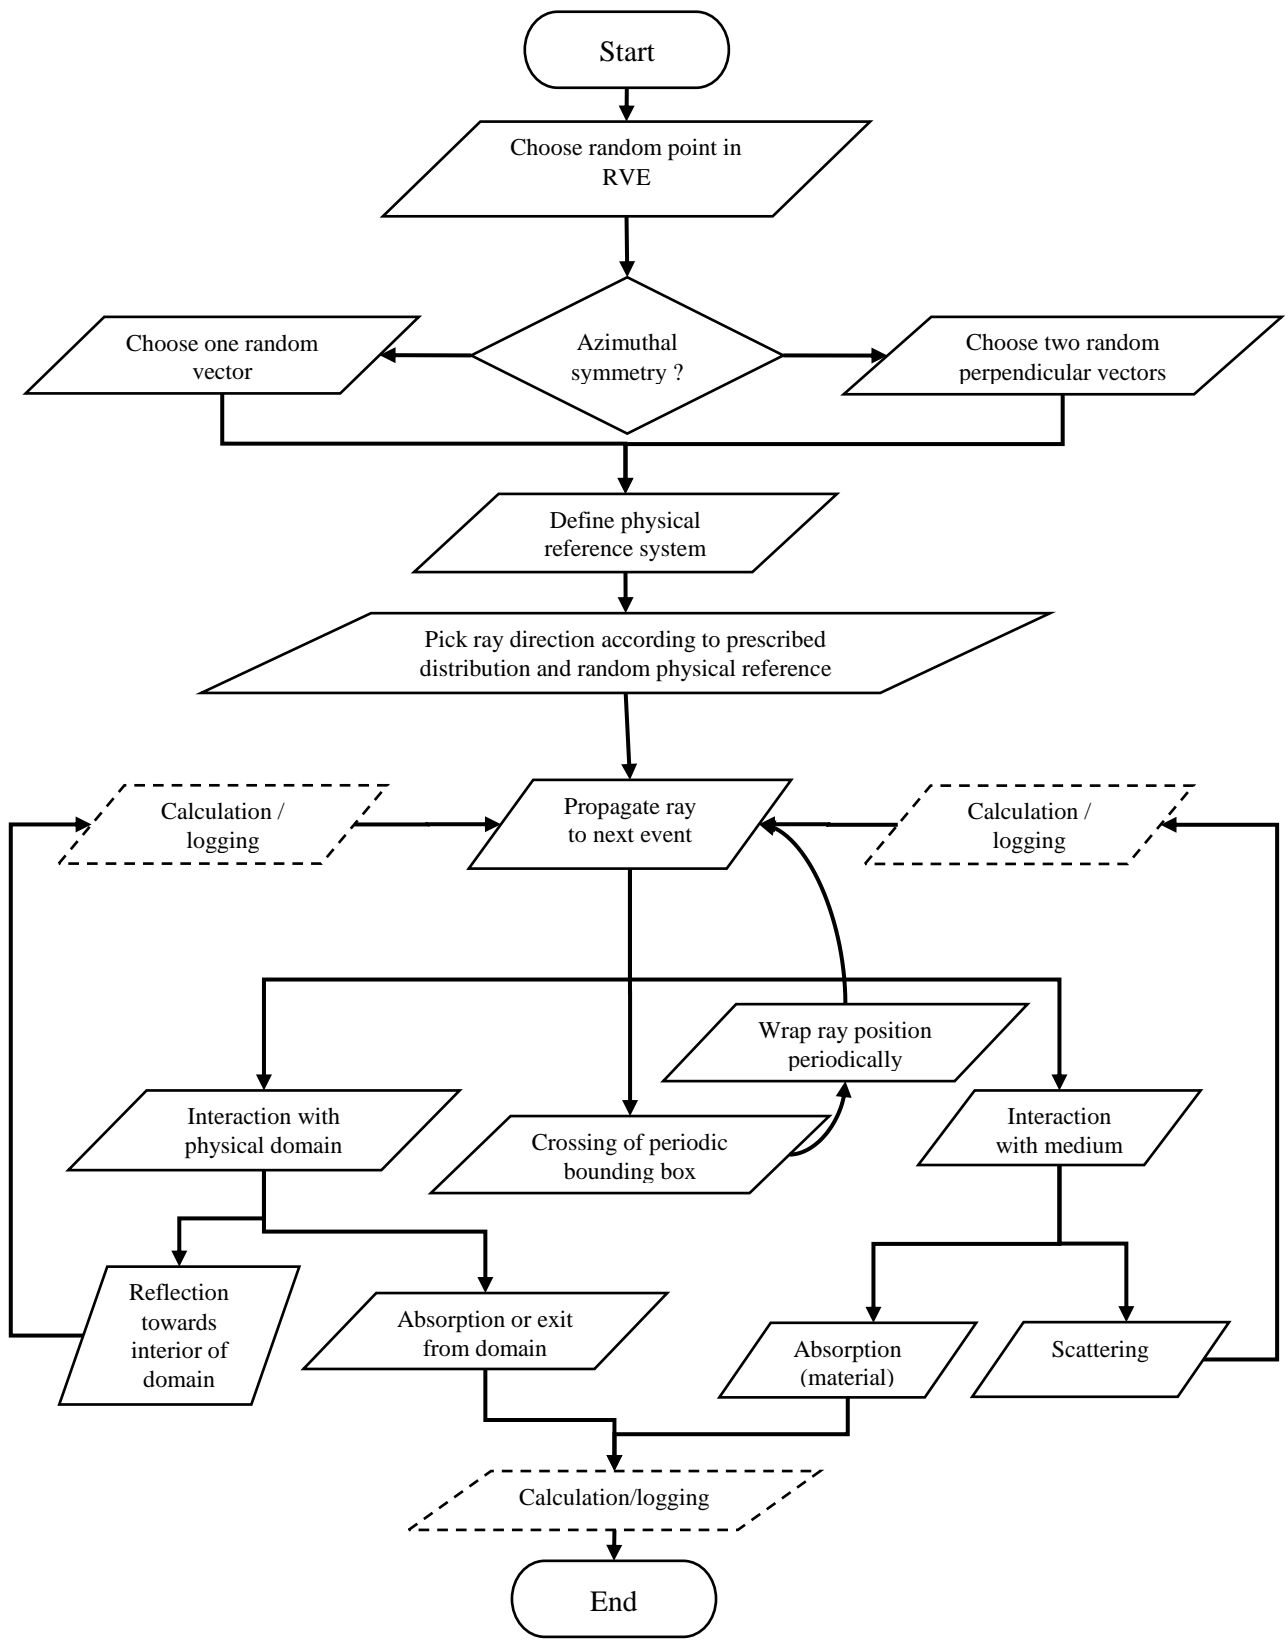 Start
Choose random point in
RVE
Azimuthal
symmetry ?
Choose one random
vector
Choose two random
perpendicular vectors
Define physical
reference system
Pick ray direction according to prescribed
distribution and random physical reference
Calculation /
logging
Propagate ray
to next event
Calculation /
logging
Wrap ray position
periodically
Interaction with
physical domain
Crossing of periodic
bounding box
Interaction
with medium
Reflection
towards
interior of
domain
Absorption or exit
from domain
Absorption
(material)
Scattering
Calculation/logging
End